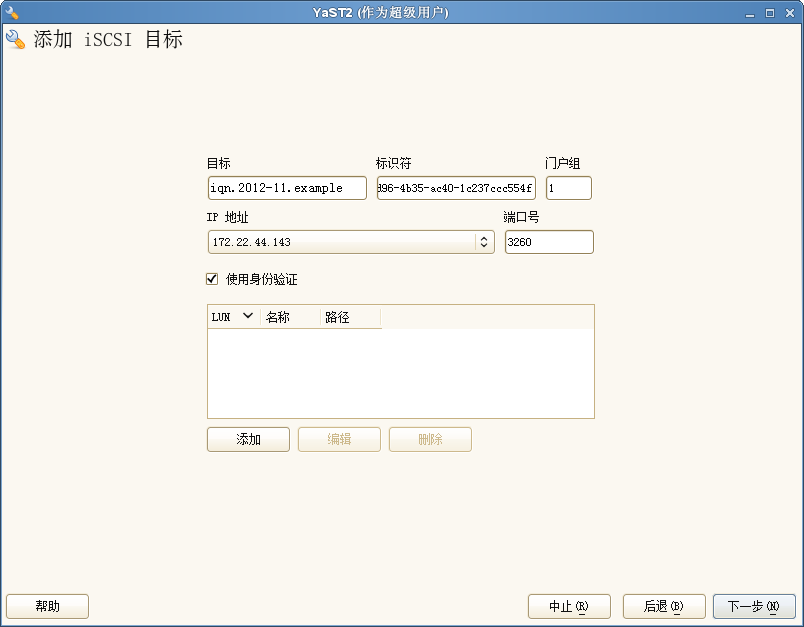 YaST2 (作为超级用户)
添加 iSCSI 目标
目标 标识符 门户组
iqn.2012-11.example d96-4b35-ac40-1c237ccc554f 1
IP 地址 端口号
172.22.44.143 3260
使用身份验证
LUN 名称 路径
添加 编辑 删除
帮助 中止(R) 后退(B) 下一步(N)